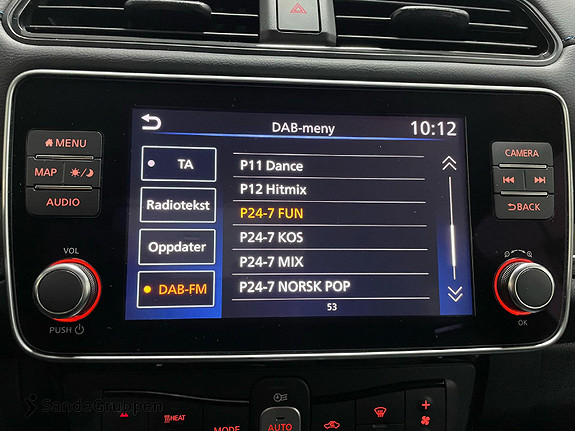 DAB-meny 10:12
MENU
MAP
AUDIO
TA
Radiotekst
Oppdater
DAB-FM
P11 Dance
P12 Hitmix
P24-7 FUN
P24-7 KOS
P24-7 MIX
P24-7 NORSK POP
53
CAMERA
BACK
VOL
PUSH
OK
SandeGruppen
HEAT
MODE
AUTO